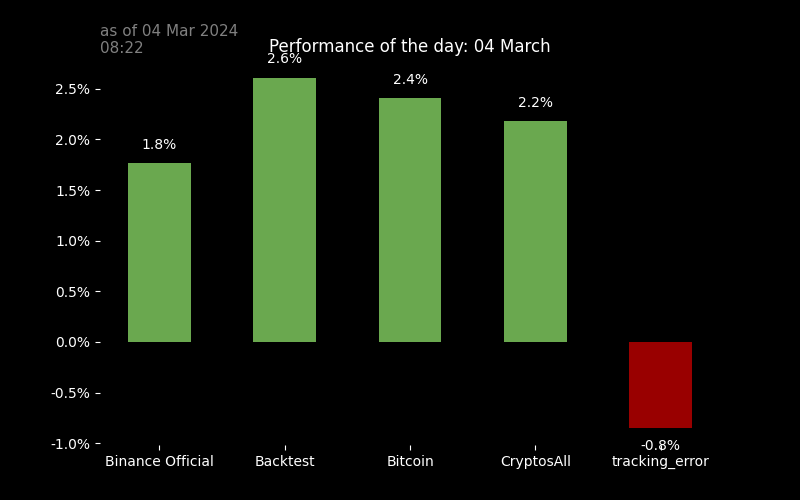 as of 04 Mar 2024
08:22
Performance of the day: 04 March
2.6%
2.4%
2.2%
1.8%
-0.8%
2.5%
2.0%
1.5%
1.0%
0.5%
0.0%
-0.5%
-1.0%
Binance Official
Backtest
Bitcoin
CryptosAll
tracking_error